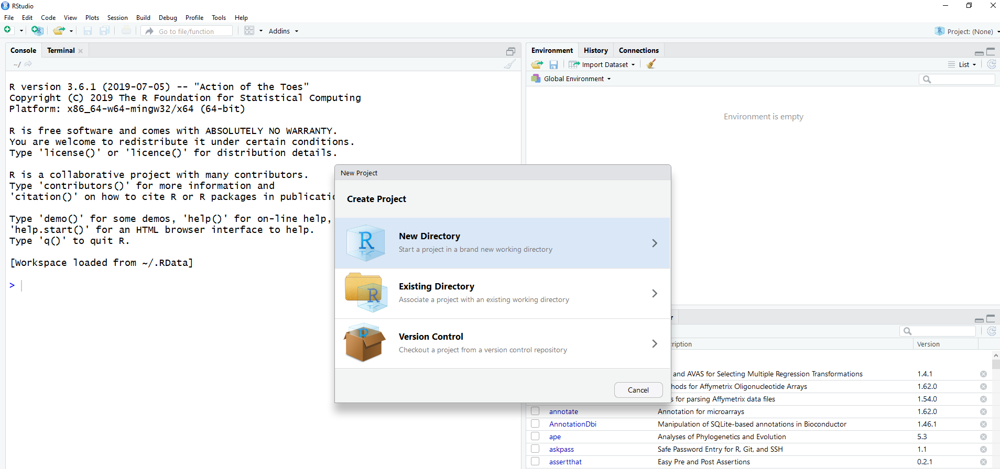 RStudio
File Edit Code View Plots Session Build Debug Profile Tools Help
Go to file/function
Addins
Project: (None)
Console Terminal
~/
R version 3.6.1 (2019-07-05) -- "Action of the Toes"
Copyright (C) 2019 The R Foundation for Statistical Computing
Platform: x86_64-w64-mingw32/x64 (64-bit)
R is free software and comes with ABSOLUTELY NO WARRANTY.
You are welcome to redistribute it under certain conditions.
Type 'license()' or 'licence()' for distribution details.
R is a collaborative project with many contributors.
Type 'contributors()' for more information and
'citation()' on how to cite R or R packages in publicatio
Type 'demo()' for some demos, 'help()' for on-line help,
'help.start()' for an HTML browser interface to help.
Type 'q()' to quit R.
[Workspace loaded from ~/.RData]
>
Environment History Connections
Import Dataset
List
Global Environment
Environment is empty
New Project
Create Project
New Directory
Start a project in a brand new working directory
Existing Directory
Associate a project with an existing working directory
Version Control
Checkout a project from a version control repository
Cancel
r
ription Version
and AVAS for Selecting Multiple Regression Transformations 1.4.1
hods for Affymetrix Oligonucleotide Arrays 1.62.0
s for parsing Affymetrix data files 1.54.0
annotate Annotation for microarrays 1.62.0
AnnotationDbi Manipulation of SQLite-based annotations in Bioconductor 1.46.1
ape Analyses of Phylogenetics and Evolution 5.3
askpass Safe Password Entry for R, Git, and SSH 1.1
assertthat Easy Pre and Post Assertions 0.2.1